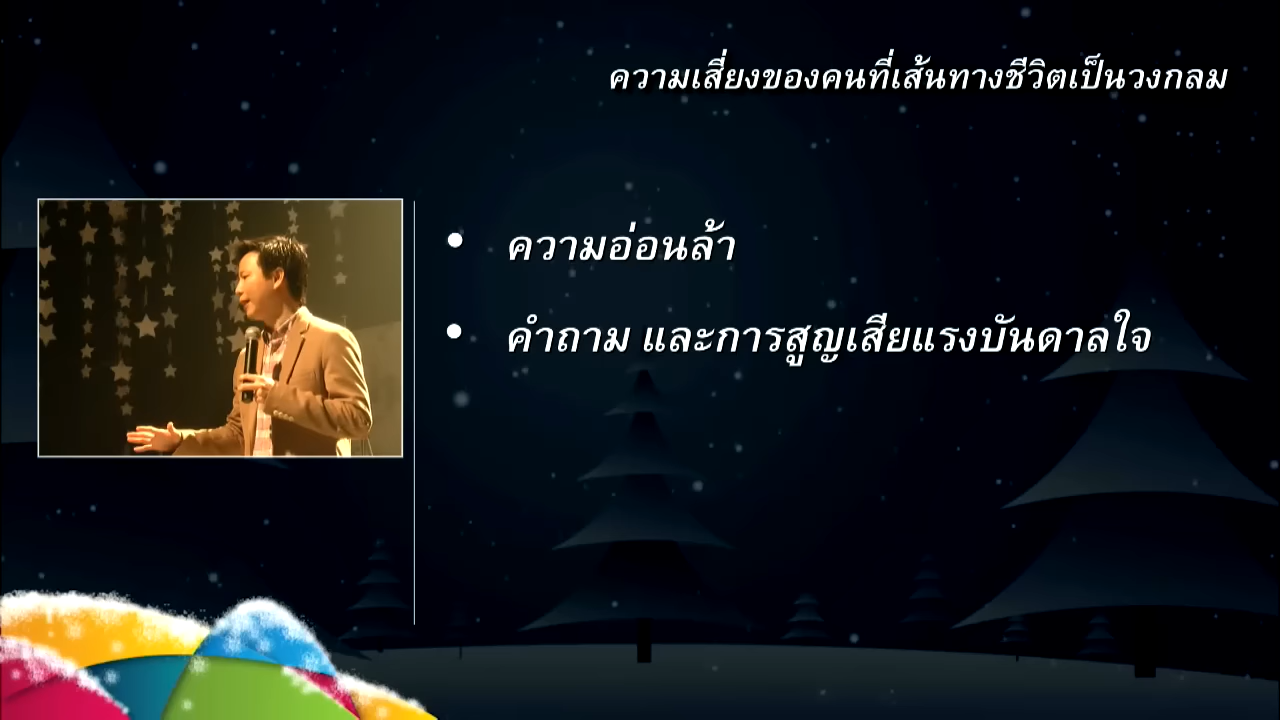 ความเสี่ยงของคนที่เส้นทางชีวิตเป็นวงกลม
• ความอ่อนล้า
• คำถาม และการสูญเสียแรงบันดาลใจ